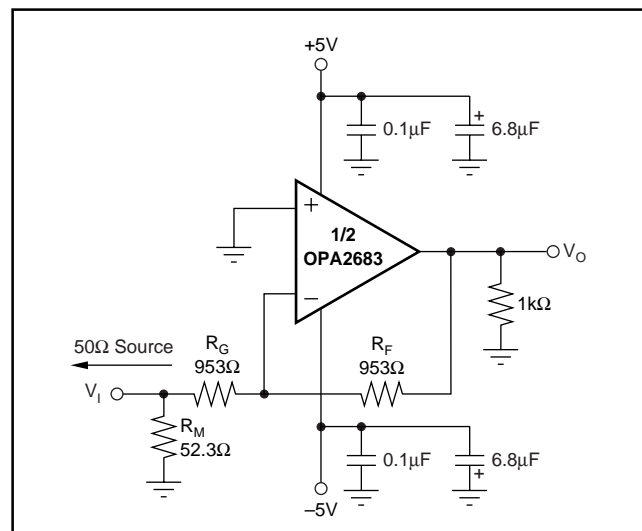 +5V
0.1μF
+
6.8μF
+
1/2
OPA2683
−
V_O
1kΩ
50Ω Source
R_G
953Ω
R_F
953Ω
V_I
R_M
52.3Ω
0.1μF
6.8μF
+
−5V